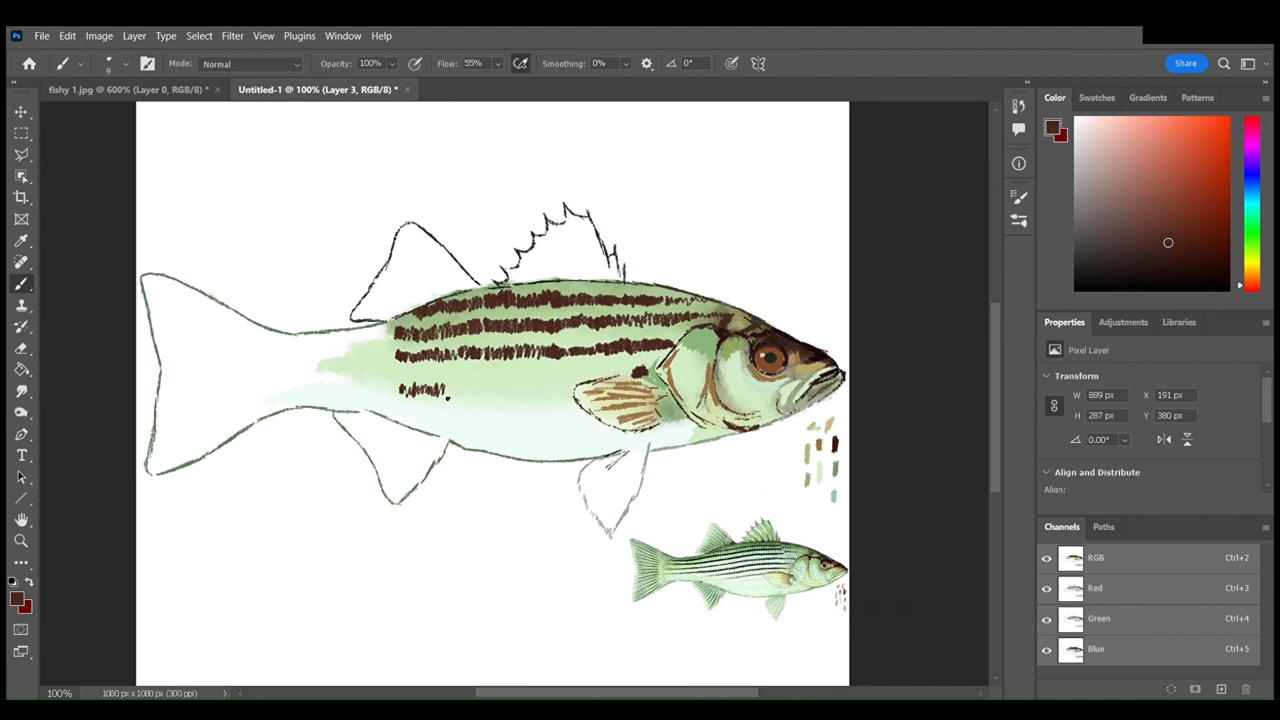 Ps File Edit Image Layer Type Select Filter View Plugins Window Help
9 Mode: Normal Opacity: 100% Flow: 55% Smoothing: 0% 0° Share
fishy 1.jpg @ 600% (Layer 0, RGB/8) * × Untitled-1 @ 100% (Layer 3, RGB/8) * ×
Color Swatches Gradients Patterns
Properties Adjustments Libraries
Pixel Layer
Transform
W 889 px X 191 px
H 287 px Y 380 px
0.00°
Align and Distribute
Align:
Channels Paths
RGB Ctrl+2
Red Ctrl+3
Green Ctrl+4
Blue Ctrl+5
100% 1080 px x 1080 px (300 ppi)